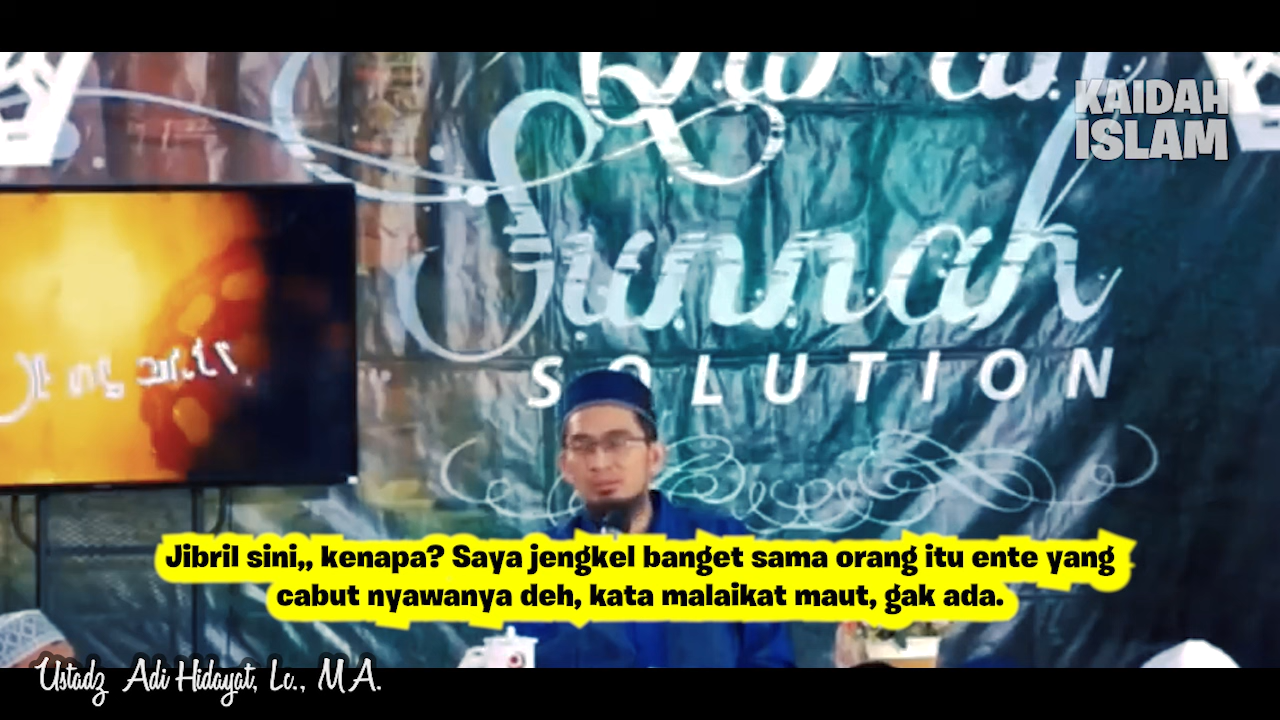 KAIDAH
ISLAM
Sunnah
SOLUTION
Jibril sini,, kenapa? Saya jengkel banget sama orang itu ente yang
cabut nyawanya deh, kata malaikat maut, gak ada.
Ustadz Adi Hidayat, Lc., M.A.